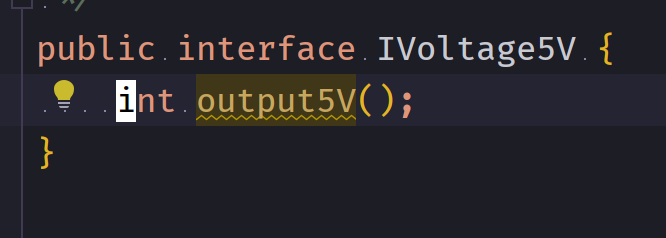 */
public interface IVoltage5V {
int output5V();
}